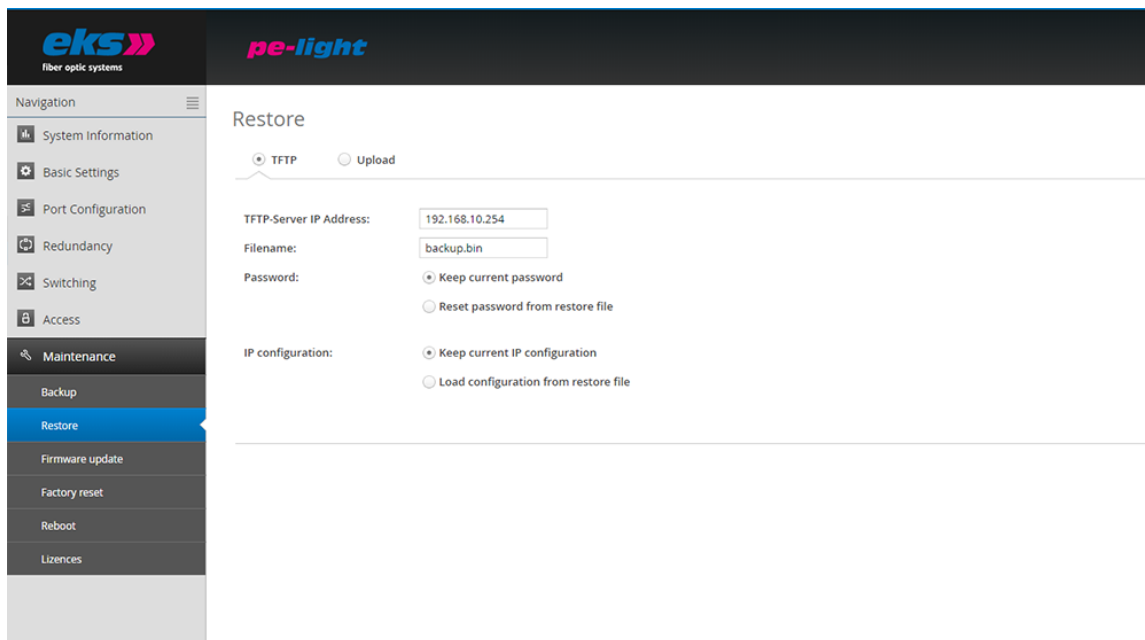 eks
fiber optic systems
pe-light
Navigation
System Information
Basic Settings
Port Configuration
Redundancy
Switching
Access
Maintenance
Backup
Restore
Firmware update
Factory reset
Reboot
Lizences
Restore
TFTP Upload
TFTP-Server IP Address: 192.168.10.254
Filename: backup.bin
Password: Keep current password
Reset password from restore file
IP configuration: Keep current IP configuration
Load configuration from restore file